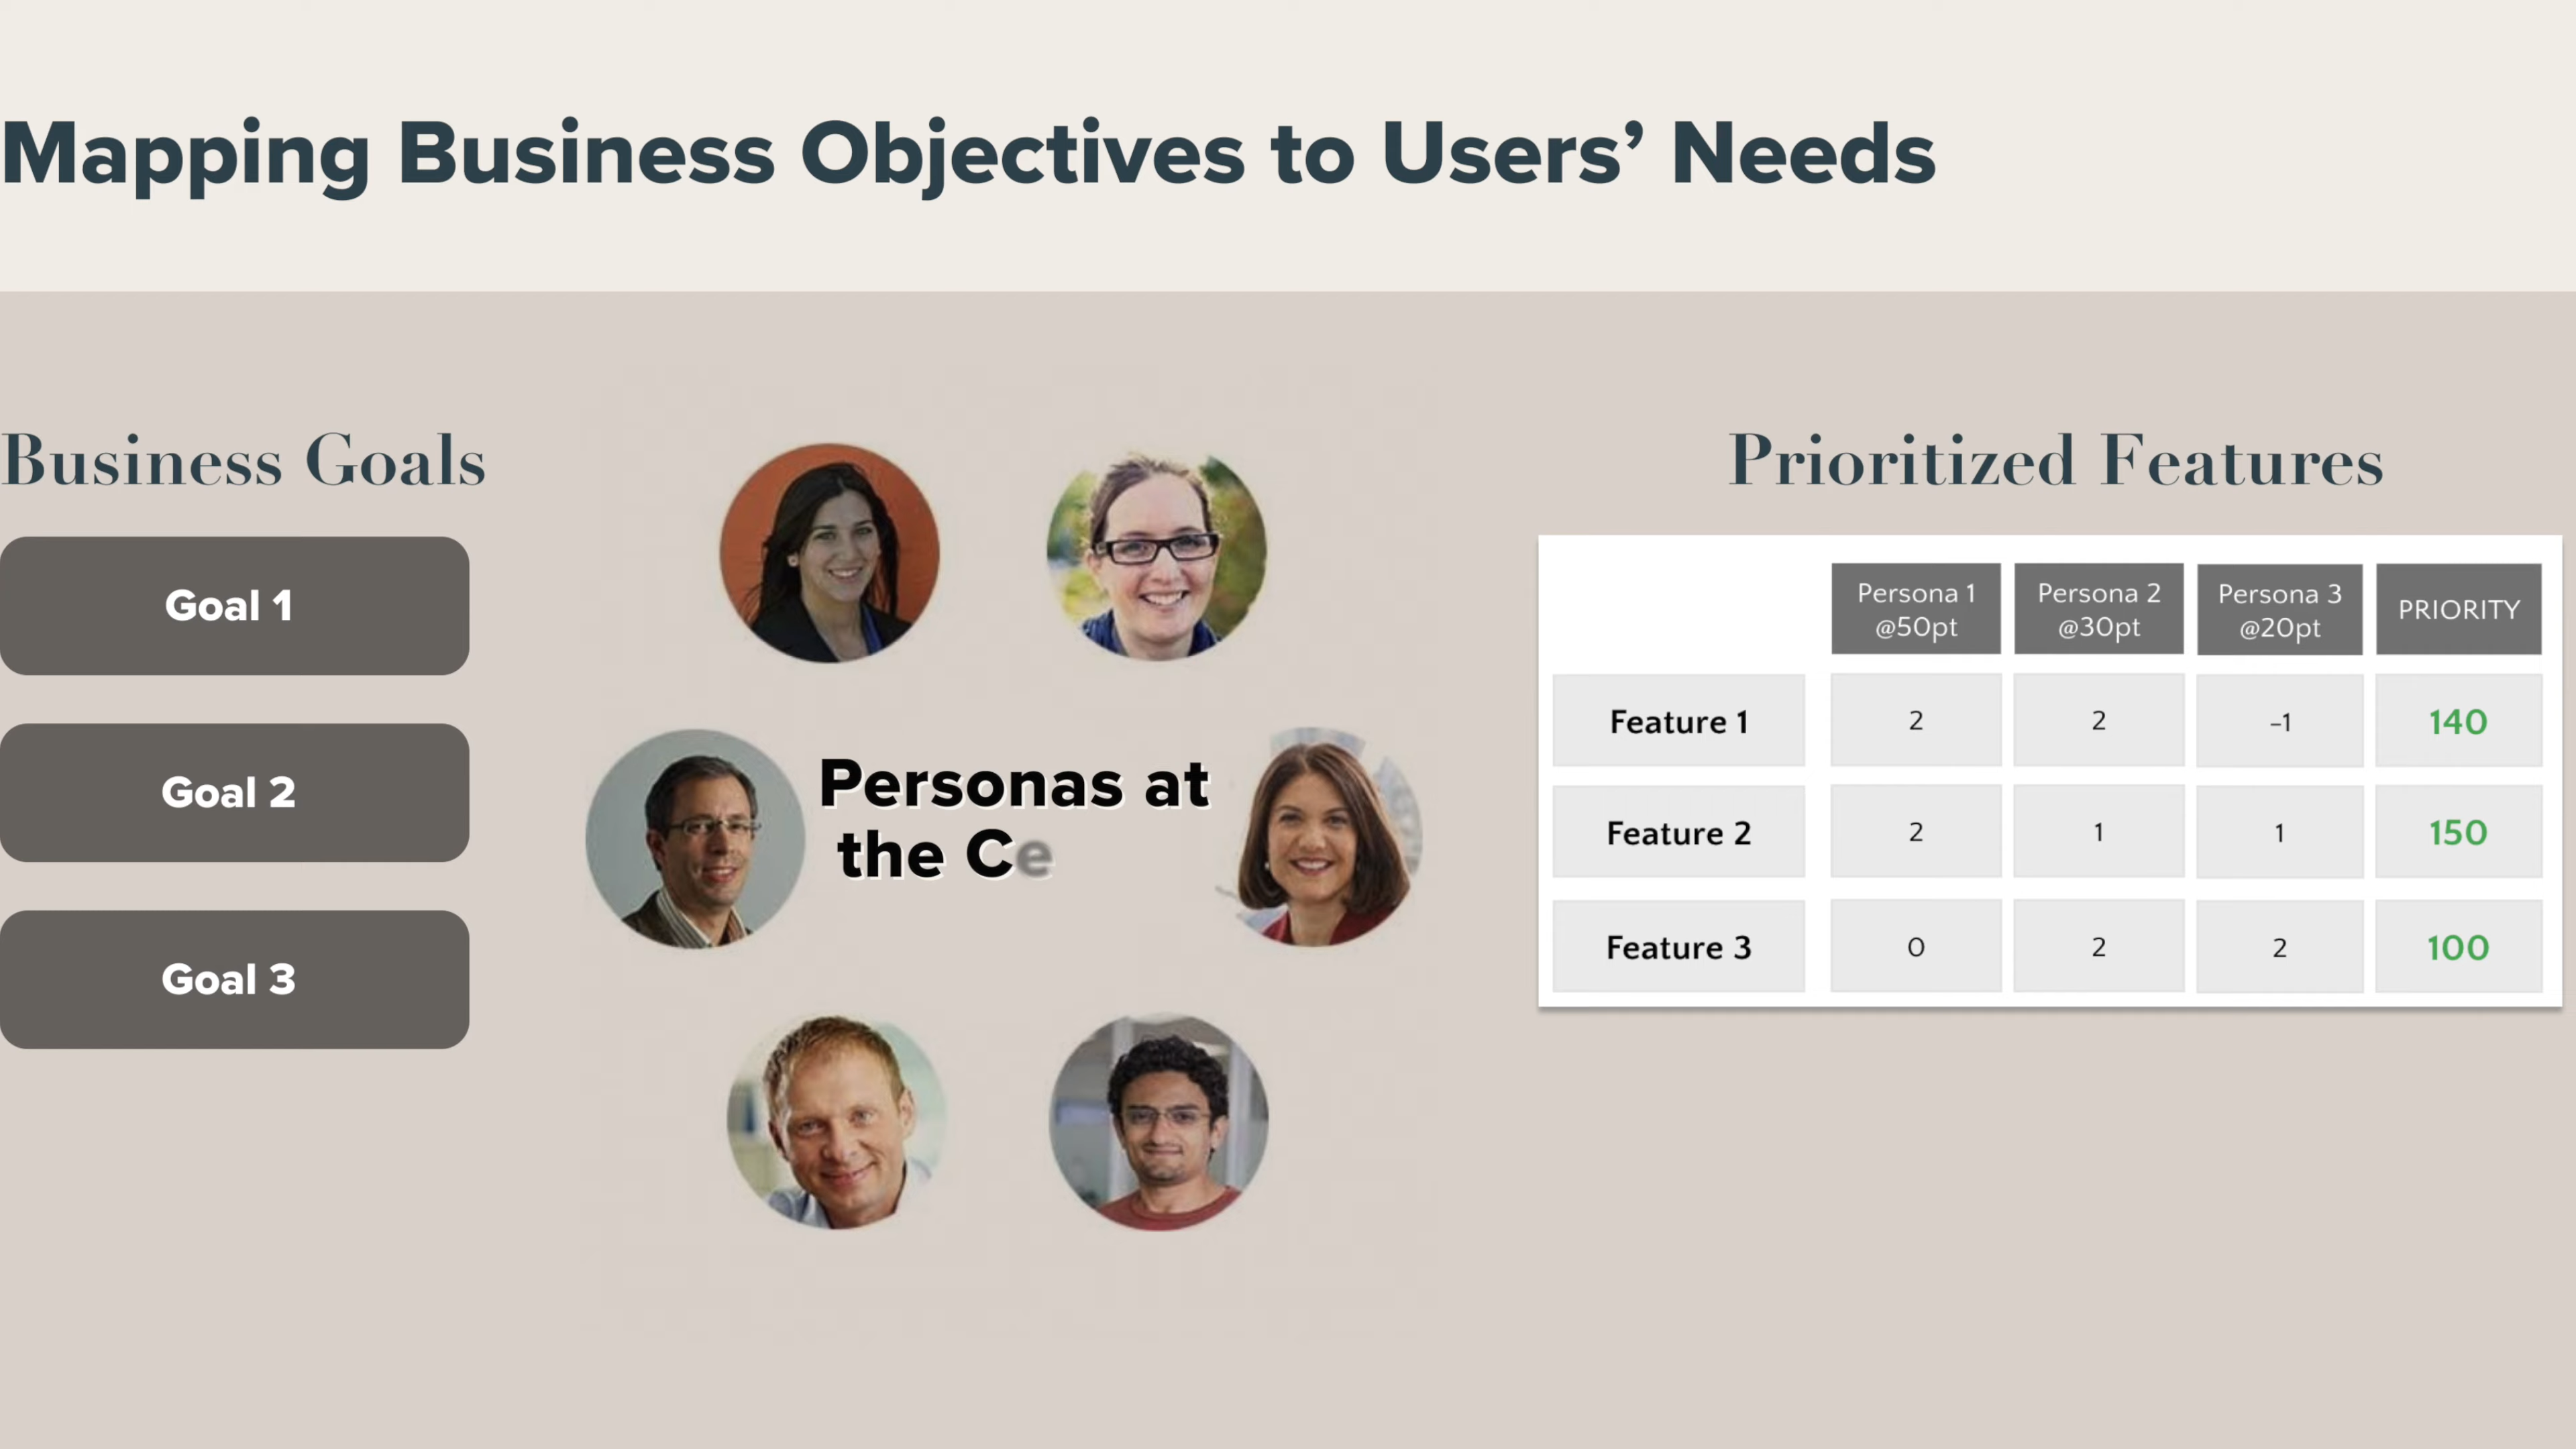 Mapping Business Objectives to Users’ Needs
Business Goals
Goal 1
Goal 2
Goal 3
Personas at
the Ce
Prioritized Features
Persona 1
@50pt
Persona 2
@30pt
Persona 3
@20pt
PRIORITY
Feature 1 2 2 –1 140
Feature 2 2 1 1 150
Feature 3 0 2 2 100